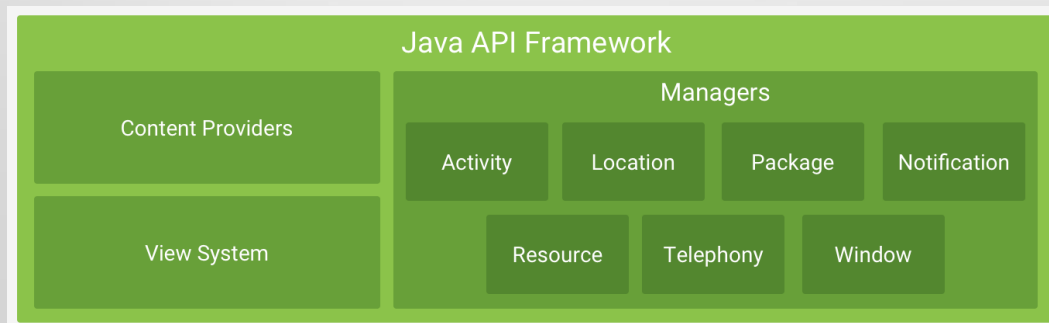 Java API Framework
Content Providers
View System
Managers
Activity Location Package Notification
Resource Telephony Window